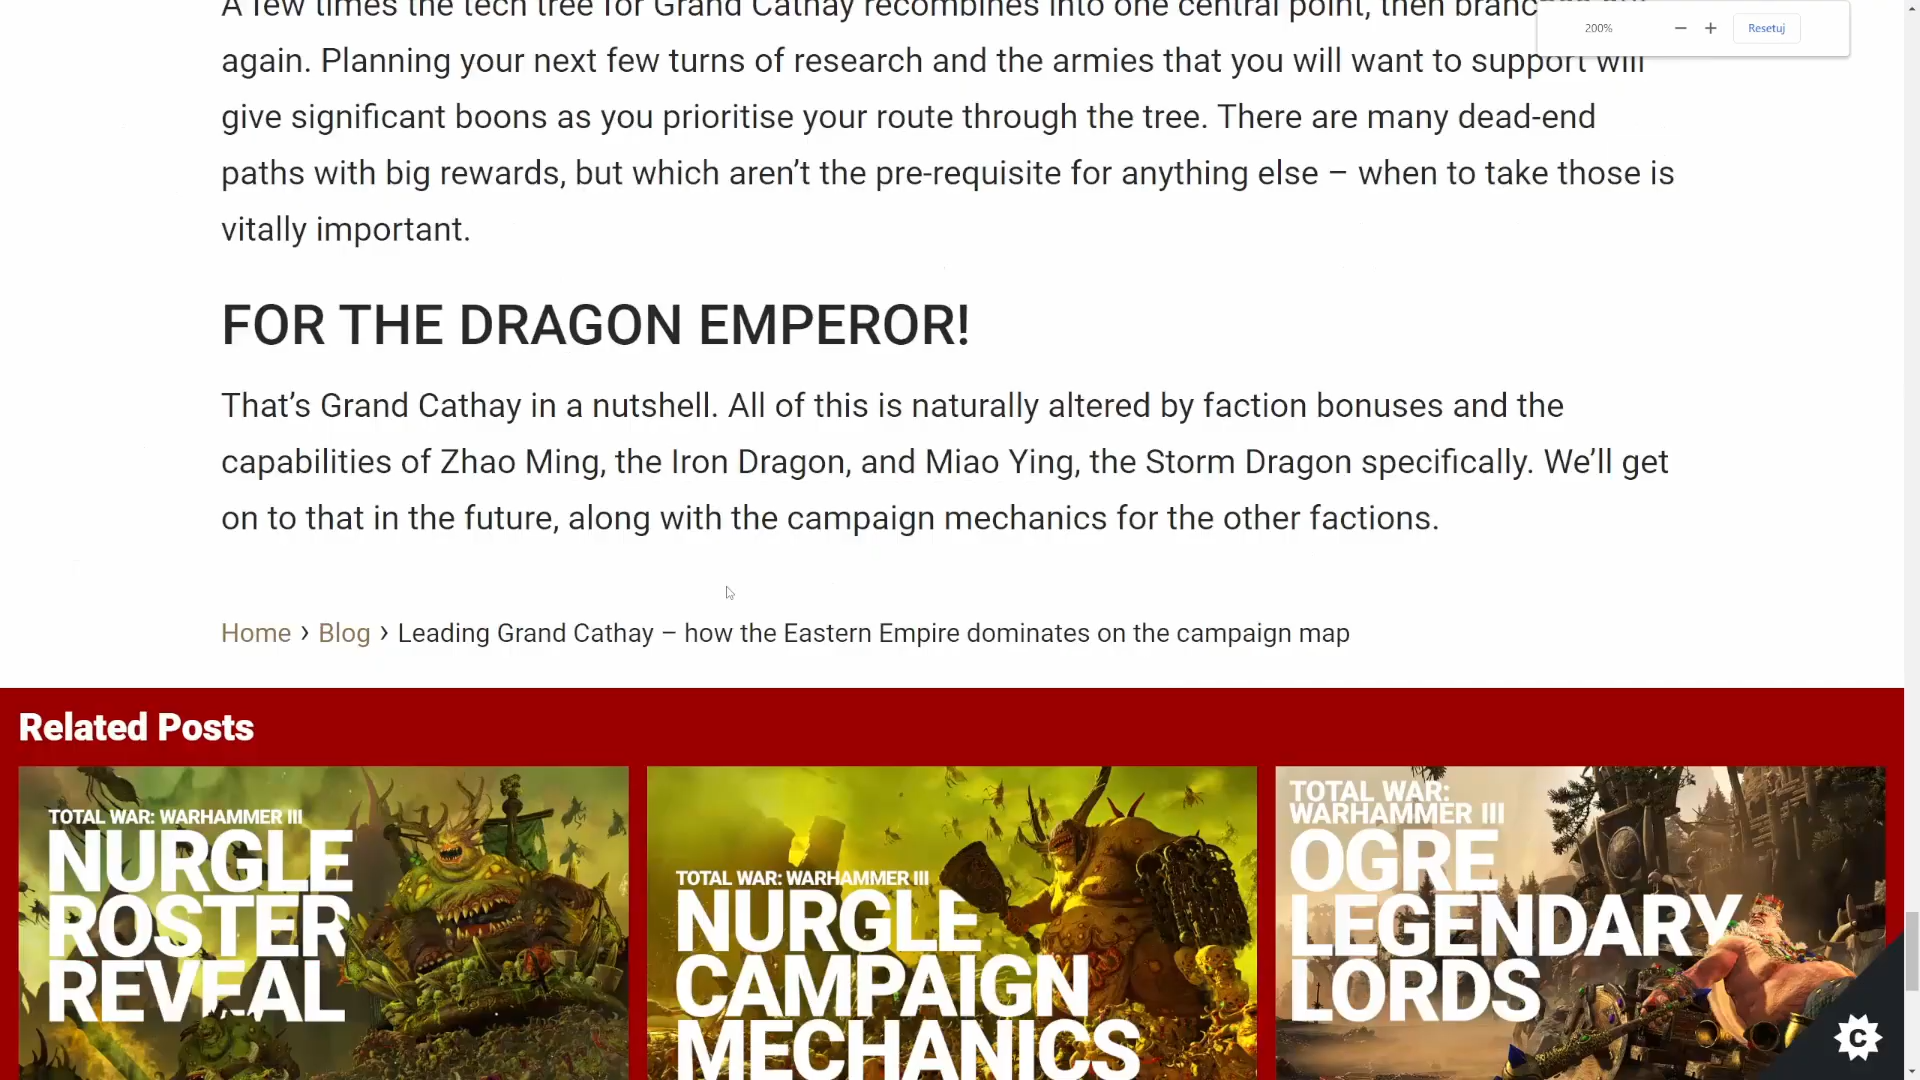 A few times the tech tree for Grand Cathay recombines into one central point, then branches out
200%
Resetuj
again. Planning your next few turns of research and the armies that you will want to support will
give significant boons as you prioritise your route through the tree. There are many dead-end
paths with big rewards, but which aren’t the pre-requisite for anything else – when to take those is
vitally important.
FOR THE DRAGON EMPEROR!
That’s Grand Cathay in a nutshell. All of this is naturally altered by faction bonuses and the
capabilities of Zhao Ming, the Iron Dragon, and Miao Ying, the Storm Dragon specifically. We’ll get
on to that in the future, along with the campaign mechanics for the other factions.
Home › Blog › Leading Grand Cathay – how the Eastern Empire dominates on the campaign map
Related Posts
TOTAL WAR: WARHAMMER III
NURGLE
ROSTER
REVEAL
TOTAL WAR: WARHAMMER III
NURGLE
CAMPAIGN
MECHANICS
TOTAL WAR:
WARHAMMER III
OGRE
LEGENDARY
LORDS
C